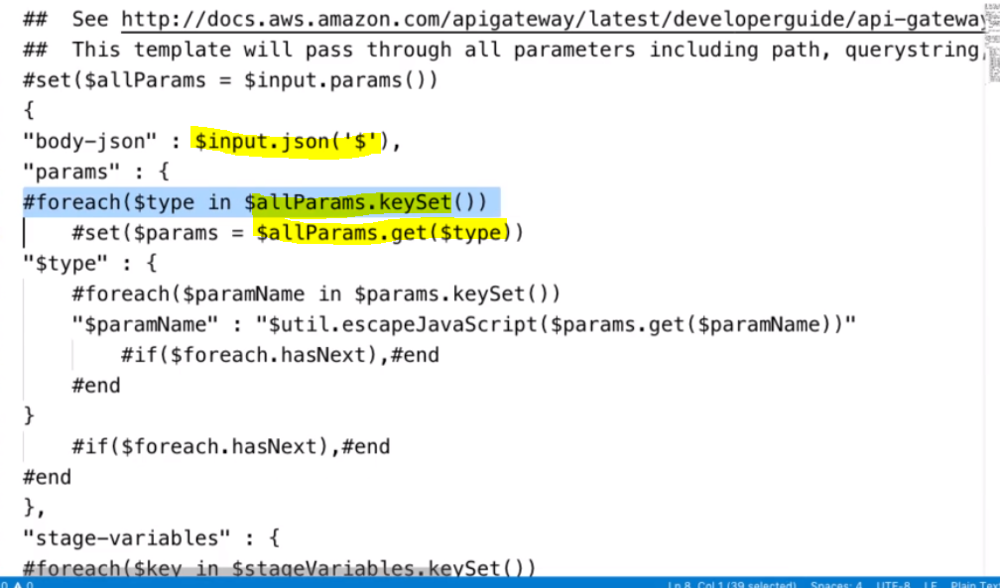 ##  See http://docs.aws.amazon.com/apigateway/latest/developerguide/api-gateway
##  This template will pass through all parameters including path, querystring,
#set($allParams = $input.params())
{
"body-json" : $input.json('$'),
"params" : {
#foreach($type in $allParams.keySet())
    #set($params = $allParams.get($type))
"$type" : {
    #foreach($paramName in $params.keySet())
    "$paramName" : "$util.escapeJavaScript($params.get($paramName))"
        #if($foreach.hasNext),#end
    #end
}
    #if($foreach.hasNext),#end
#end
},
"stage-variables" : {
#foreach($key in $stageVariables.keySet())
0 0 Ln 8, Col 1 (39 selected) Spaces: 4 UTF-8 LF Plain